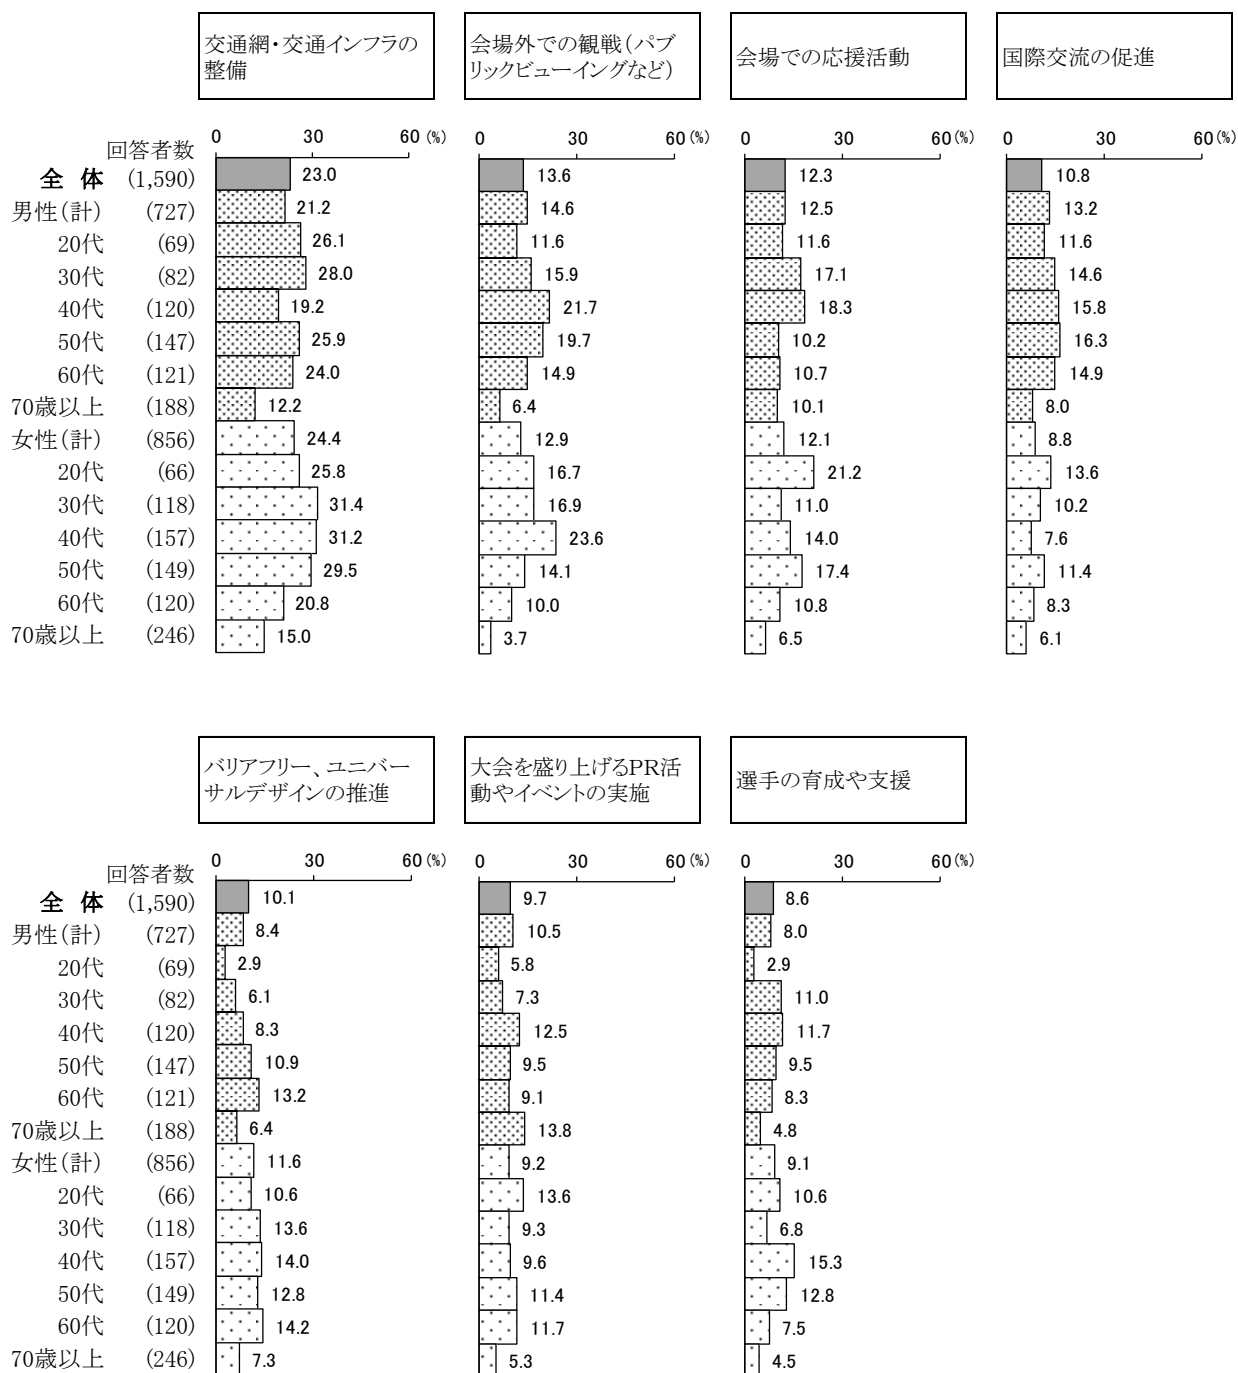 交通網・交通インフラの
整備
会場外での観戦（パブ
リックビューイングなど）
会場での応援活動
国際交流の促進
0 30 60 (%) 0 30 60 (%) 0 30 60 (%) 0 30 60 (%)
回答者数
全 体 (1,590) 23.0 13.6 12.3 10.8
男性（計） (727) 21.2 14.6 12.5 13.2
20代 (69) 26.1 11.6 11.6 11.6
30代 (82) 28.0 15.9 17.1 14.6
40代 (120) 19.2 21.7 18.3 15.8
50代 (147) 25.9 19.7 10.2 16.3
60代 (121) 24.0 14.9 10.7 14.9
70歳以上 (188) 12.2 6.4 10.1 8.0
女性（計） (856) 24.4 12.9 12.1 8.8
20代 (66) 25.8 16.7 21.2 13.6
30代 (118) 31.4 16.9 11.0 10.2
40代 (157) 31.2 23.6 14.0 7.6
50代 (149) 29.5 14.1 17.4 11.4
60代 (120) 20.8 10.0 10.8 8.3
70歳以上 (246) 15.0 3.7 6.5 6.1
バリアフリー、ユニバー
サルデザインの推進
大会を盛り上げるPR活
動やイベントの実施
選手の育成や支援
0 30 60 (%) 0 30 60 (%) 0 30 60 (%)
回答者数
全 体 (1,590) 10.1 9.7 8.6
男性（計） (727) 8.4 10.5 8.0
20代 (69) 2.9 5.8 2.9
30代 (82) 6.1 7.3 11.0
40代 (120) 8.3 12.5 11.7
50代 (147) 10.9 9.5 9.5
60代 (121) 13.2 9.1 8.3
70歳以上 (188) 6.4 13.8 4.8
女性（計） (856) 11.6 9.2 9.1
20代 (66) 10.6 13.6 10.6
30代 (118) 13.6 9.3 6.8
40代 (157) 14.0 9.6 15.3
50代 (149) 12.8 11.4 12.8
60代 (120) 14.2 11.7 7.5
70歳以上 (246) 7.3 5.3 4.5